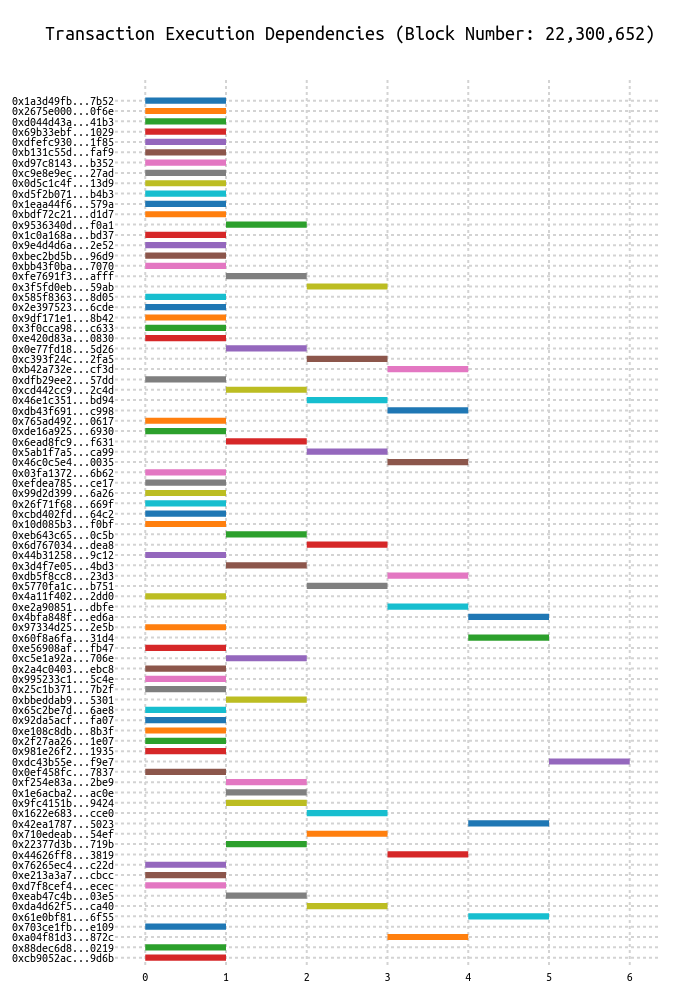 Transaction Execution Dependencies (Block Number: 22,300,652)
0x1a3d49fb...7b52
0x2675e000...0f6e
0xd044d43a...41b3
0x69b33ebf...1029
0xdfefc930...1f85
0xb131c55d...faf9
0xd97c8143...b352
0xc9e8e9ec...27ad
0x0d5c1c4f...13d9
0xd5f2b071...b4b3
0x1eaa44f6...579a
0xbdf72c21...d1d7
0x9536340d...f0a1
0x1c0a168a...bd37
0x9e4d4d6a...2e52
0xbec2bd5b...96d9
0xbb43f0ba...7070
0xfe7691f3...afff
0x3f5fd0eb...59ab
0x585f8363...8d05
0x2e397523...6cde
0x9df171e1...8b42
0x3f0cca98...c633
0xe420d83a...0830
0x0e77fd18...5d26
0xc393f24c...2fa5
0xb42a732e...cf3d
0xdfb29ee2...57dd
0xcd442cc9...2c4d
0x46e1c351...bd94
0xdb43f691...c998
0x765ad492...0617
0xde16a925...6930
0x6ead8fc9...f631
0x5ab1f7a5...ca99
0x46c0c5e4...0035
0x03fa1372...6b62
0xefdea785...ce17
0x99d2d399...6a26
0x26f71f68...669f
0xcbd402fd...64c2
0x10d085b3...f0bf
0xeb643c65...0c5b
0x6d767034...dea8
0x44b31258...9c12
0x3d4f7e05...4bd3
0xdb5f8cc8...23d3
0x5770fa1c...b751
0x4a11f402...2dd0
0xe2a90851...dbfe
0x4bfa848f...ed6a
0x97334d25...2e5b
0x60f8a6fa...31d4
0xe56908af...fb47
0xc5e1a92a...706e
0x2a4c0403...ebc8
0x995233c1...5c4e
0x25c1b371...7b2f
0xbbeddab9...5301
0x65c2be7d...6ae8
0x92da5acf...fa07
0xe108c8db...8b3f
0x2f27aa26...1e07
0x981e26f2...1935
0xdc43b55e...f9e7
0x0ef458fc...7837
0xf254e83a...2be9
0x1e6acba2...ac0e
0x9fc4151b...9424
0x1622e683...cce0
0x42ea1787...5023
0x710edeab...54ef
0x22377d3b...719b
0x44626ff8...3819
0x76265ec4...c22d
0xe213a3a7...cbcc
0xd7f8cef4...ecec
0xeab47c4b...03e5
0xda4d62f5...ca40
0x61e0bf81...6f55
0x703ce1fb...e109
0xa04f81d3...872c
0x88dec6d8...0219
0xcb9052ac...9d6b
0 1 2 3 4 5 6